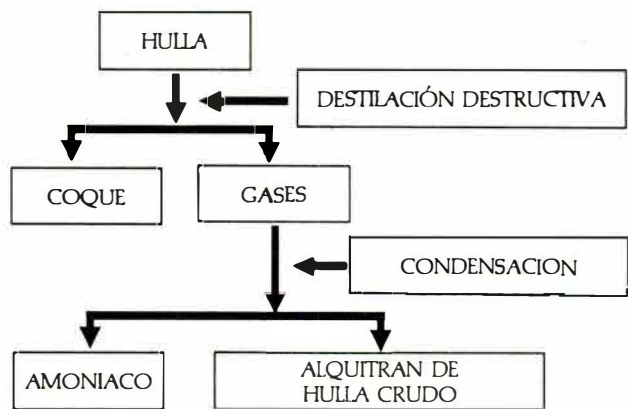 HULLA
DESTILACIÓN DESTRUCTIVA
COQUE
GASES
CONDENSACION
AMONIACO
ALQUITRAN DE
HULLA CRUDO